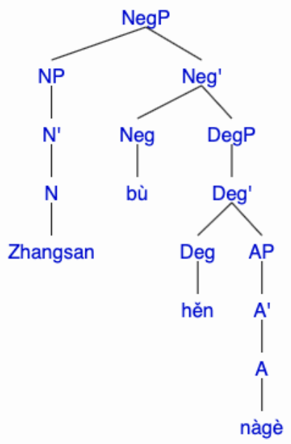 NegP
NP Neg'
N' Neg DegP
N bù Deg'
Zhangsan Deg AP
hěn A'
A
nàgè